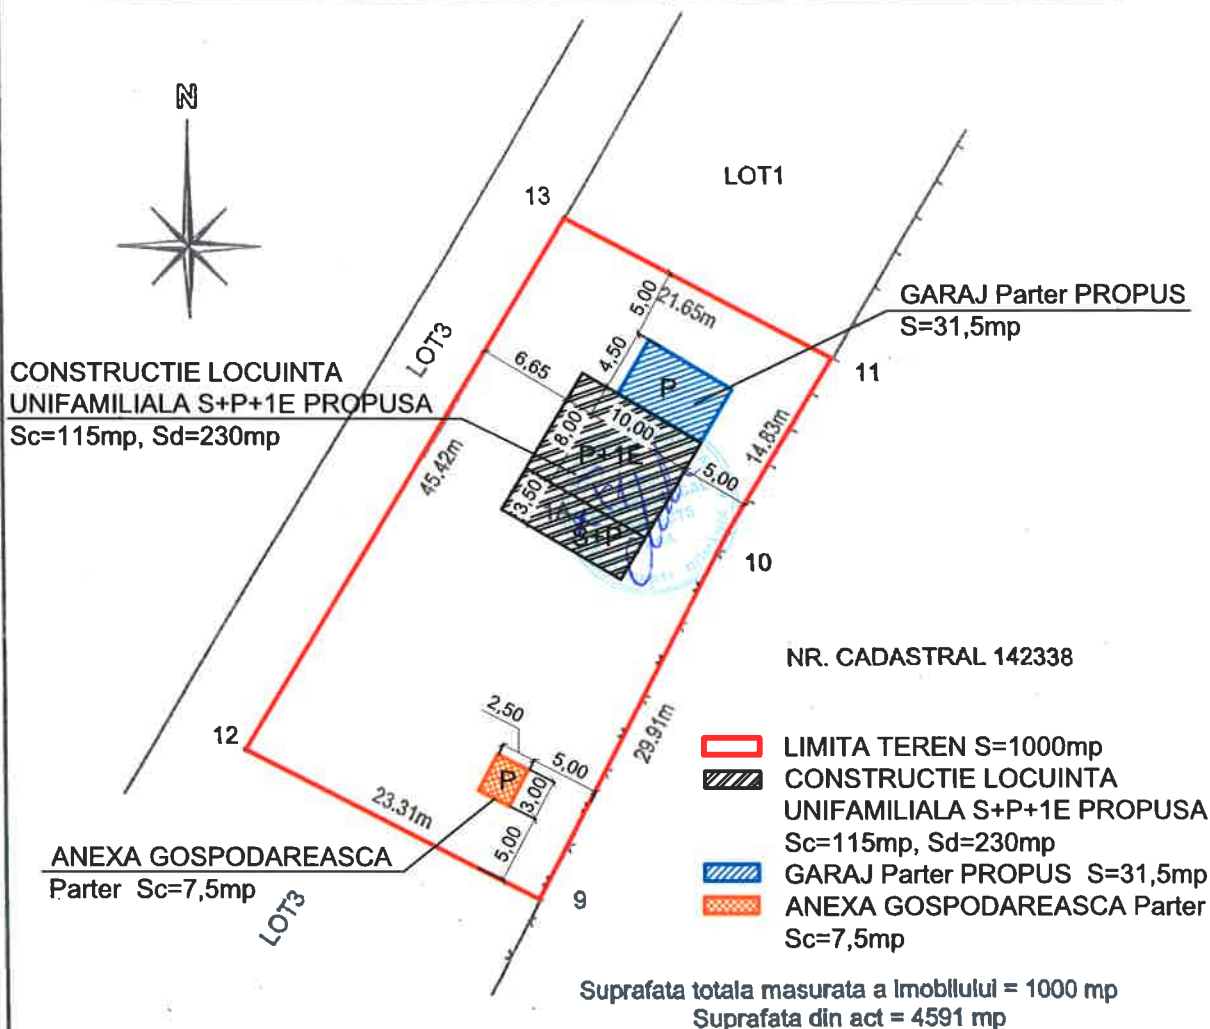 N
LOT1
13
5,00
21.65m
GARAJ Parter PROPUS
S=31,5mp
LOT3
6,65
4,50
P
11
CONSTRUCTIE LOCUINTA
UNIFAMILIALA S+P+1E PROPUSA
Sc=115mp, Sd=230mp
10,00
8,00
P+1E
14.83m
45.42m
5,00
3,50
S+P
10
NR. CADASTRAL 142338
2,50
12
29.91m
5,00
P
3,00
23.31m
5,00
LIMITA TEREN S=1000mp
CONSTRUCTIE LOCUINTA
UNIFAMILIALA S+P+1E PROPUSA
Sc=115mp, Sd=230mp
GARAJ Parter PROPUS S=31,5mp
ANEXA GOSPODAREASCA Parter
Sc=7,5mp
ANEXA GOSPODAREASCA
Parter Sc=7,5mp
LOT3
9
Suprafata totala masurata a imobilului = 1000 mp
Suprafata din act = 4591 mp